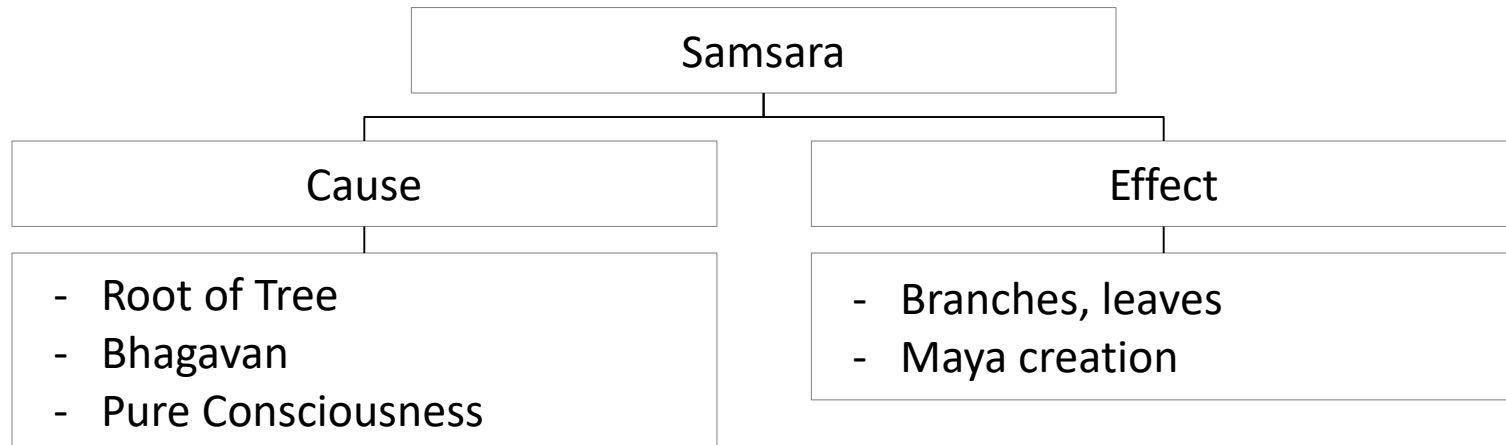 Samsara
Cause
Effect
- Root of Tree
- Bhagavan
- Pure Consciousness
- Branches, leaves
- Maya creation